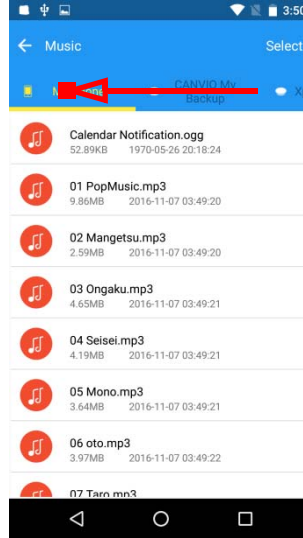 3:50
Music
Select
CANVIO My
Backup
X
Calendar Notification.ogg
52.89KB 1970-05-26 20:18:24
01 PopMusic.mp3
9.86MB 2016-11-07 03:49:20
02 Mangetsu.mp3
2.59MB 2016-11-07 03:49:20
03 Ongaku.mp3
4.65MB 2016-11-07 03:49:21
04 Seisei.mp3
4.19MB 2016-11-07 03:49:21
05 Mono.mp3
3.64MB 2016-11-07 03:49:21
06 oto.mp3
3.97MB 2016-11-07 03:49:22
07 Taro.mp3